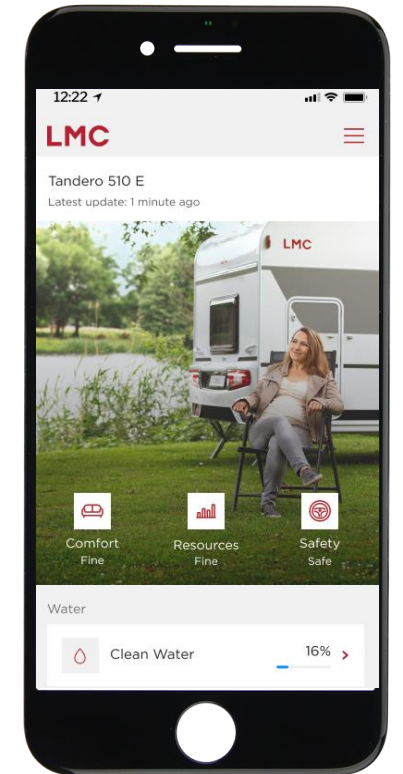 12:22
LMC
Tandero 510 E
Latest update: 1 minute ago
LMC
Comfort
Fine
Resources
Fine
Safety
Safe
Water
Clean Water
16%